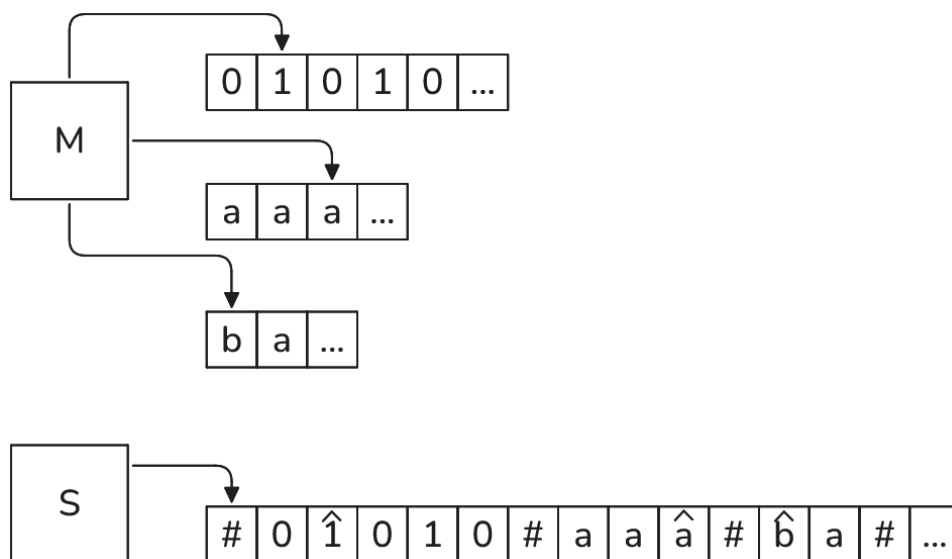 0 1 0 1 0 ...
M
a a a ...
b a ...
S
# 0 1̂ 0 1 0 # a a â # b̂ a # ...